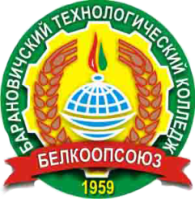 БАРАНОВИЧСКИЙ ТЕХНОЛОГИЧЕСКИЙ КОЛЛЕДЖ
БЕЛКООПСОЮЗ
1959